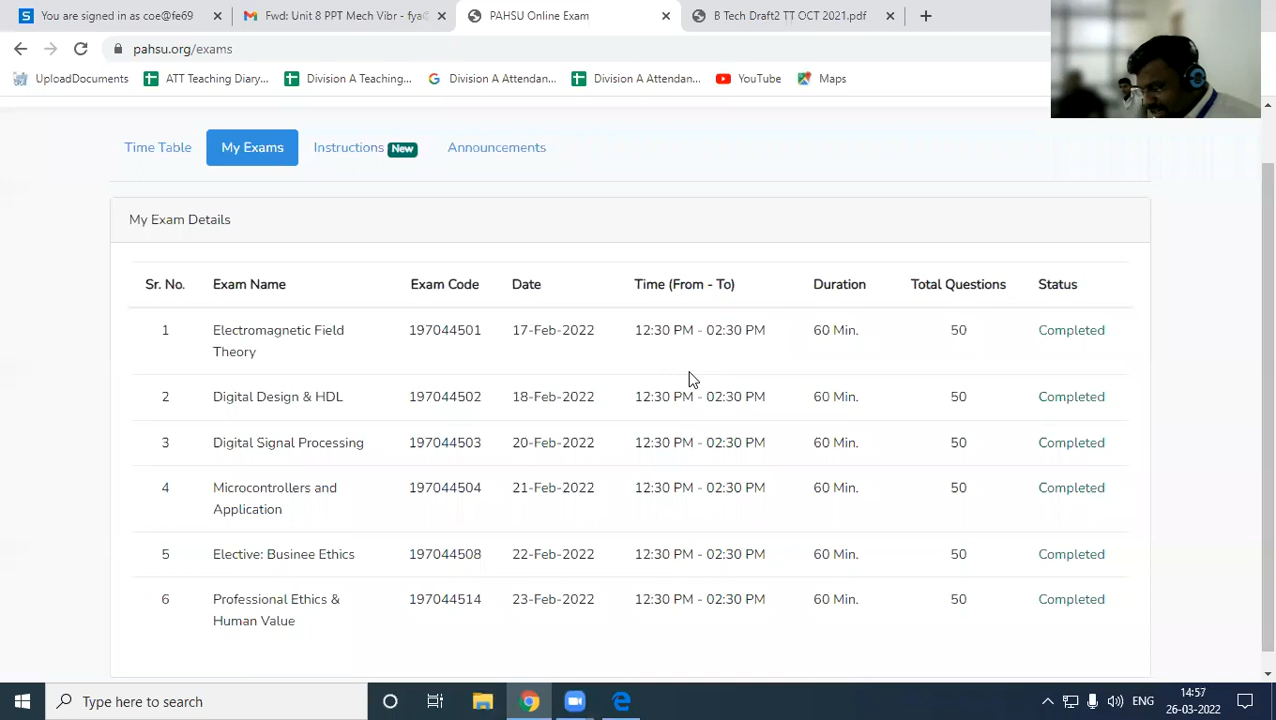 You are signed in as coe@fe69
Fwd: Unit 8 PPT Mech Vibr - fya
PAHSU Online Exam
B Tech Draft2 TT OCT 2021.pdf
pahsu.org/exams
UploadDocuments
ATT Teaching Diary...
Division A Teaching...
Division A Attendan...
Division A Attendan...
YouTube
Maps
Time Table
My Exams
Instructions New
Announcements
My Exam Details
Sr. No. Exam Name Exam Code Date Time (From - To) Duration Total Questions Status
1 Electromagnetic Field 197044501 17-Feb-2022 12:30 PM - 02:30 PM 60 Min. 50 Completed
Theory
2 Digital Design & HDL 197044502 18-Feb-2022 12:30 PM - 02:30 PM 60 Min. 50 Completed
3 Digital Signal Processing 197044503 20-Feb-2022 12:30 PM - 02:30 PM 60 Min. 50 Completed
4 Microcontrollers and 197044504 21-Feb-2022 12:30 PM - 02:30 PM 60 Min. 50 Completed
Application
5 Elective: Businee Ethics 197044508 22-Feb-2022 12:30 PM - 02:30 PM 60 Min. 50 Completed
6 Professional Ethics & 197044514 23-Feb-2022 12:30 PM - 02:30 PM 60 Min. 50 Completed
Human Value
Type here to search
ENG
14:57
26-03-2022